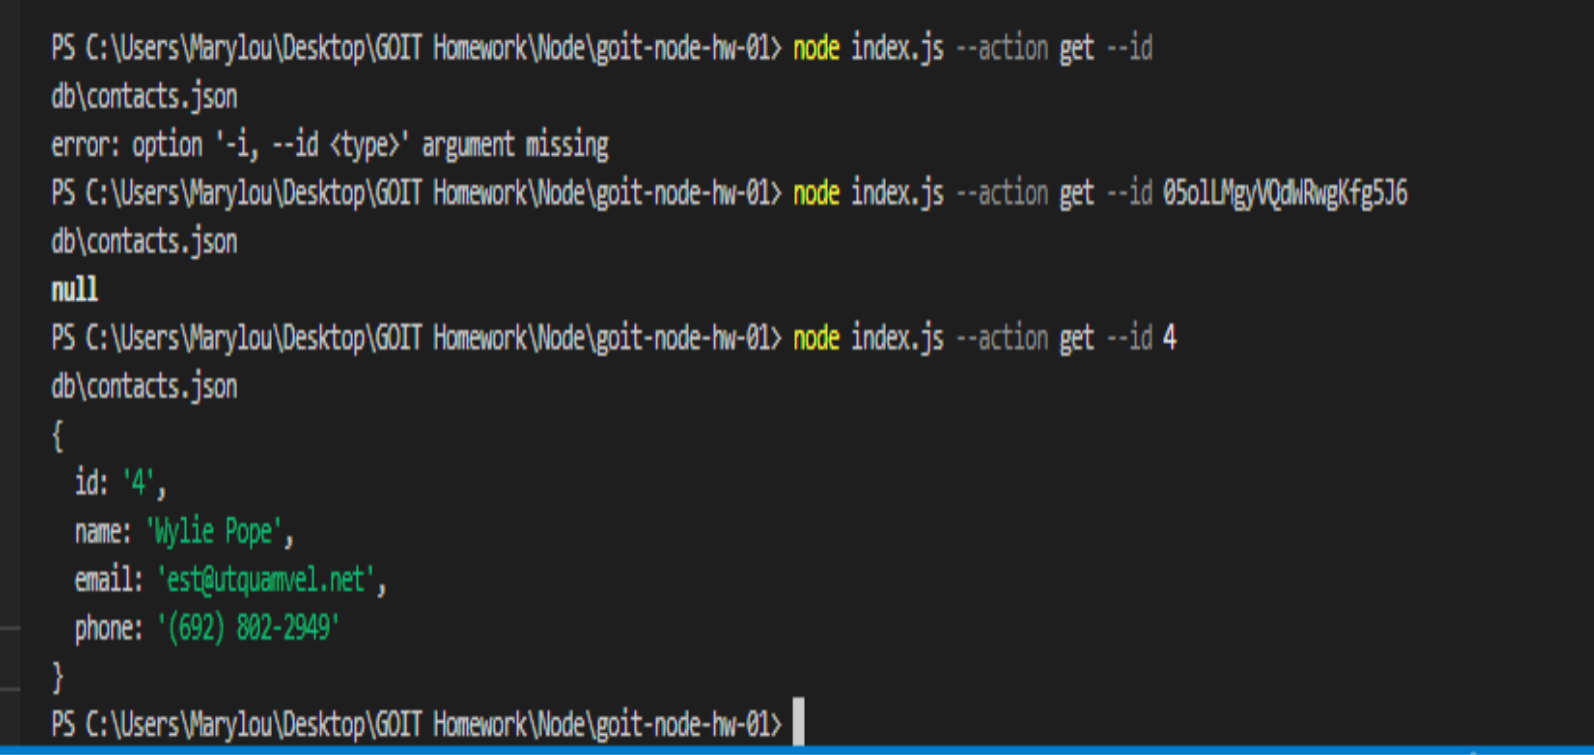 PS C:\Users\Marylou\Desktop\GOIT Homework\Node\goit-node-hw-01> node index.js --action get --id
db\contacts.json
error: option '-i, --id <type>' argument missing
PS C:\Users\Marylou\Desktop\GOIT Homework\Node\goit-node-hw-01> node index.js --action get --id 05olLMgyVQdWRwgKfg5J6
db\contacts.json
null
PS C:\Users\Marylou\Desktop\GOIT Homework\Node\goit-node-hw-01> node index.js --action get --id 4
db\contacts.json
{
  id: '4',
  name: 'Wylie Pope',
  email: 'est@utquamvel.net',
  phone: '(692) 802-2949'
}
PS C:\Users\Marylou\Desktop\GOIT Homework\Node\goit-node-hw-01>